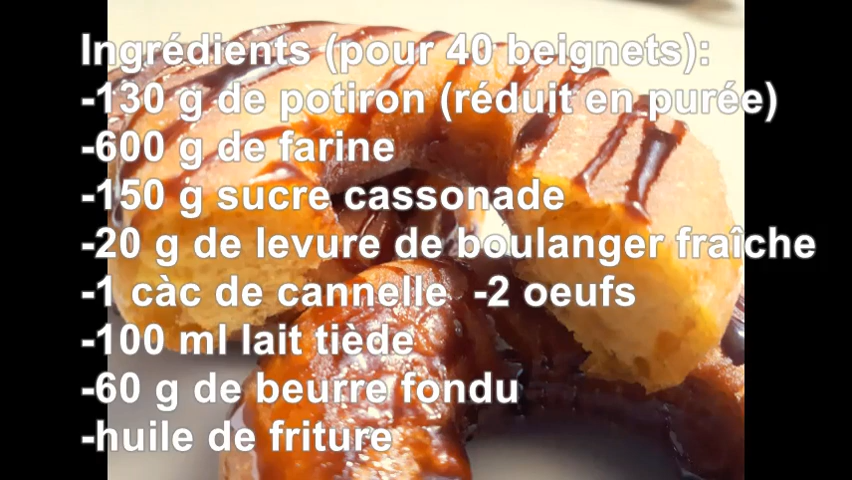 Ingrédients (pour 40 beignets):
-130 g de potiron (réduit en purée)
-600 g de farine
-150 g sucre cassonade
-20 g de levure de boulanger fraîche
-1 càc de cannelle  -2 oeufs
-100 ml lait tiède
-60 g de beurre fondu
-huile de friture